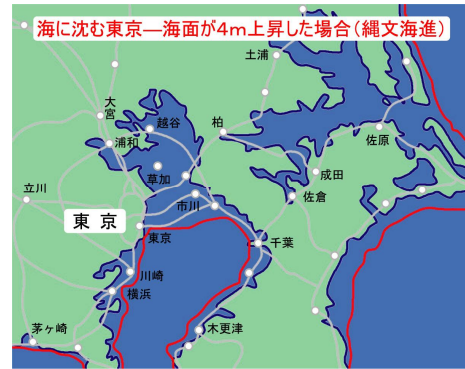 海に沈む東京―海面が4m上昇した場合(縄文海進)
土浦
大宮
越谷
柏
浦和
佐原
草加
成田
立川
市川
佐倉
東京
東京
千葉
川崎
横浜
木更津
茅ヶ崎